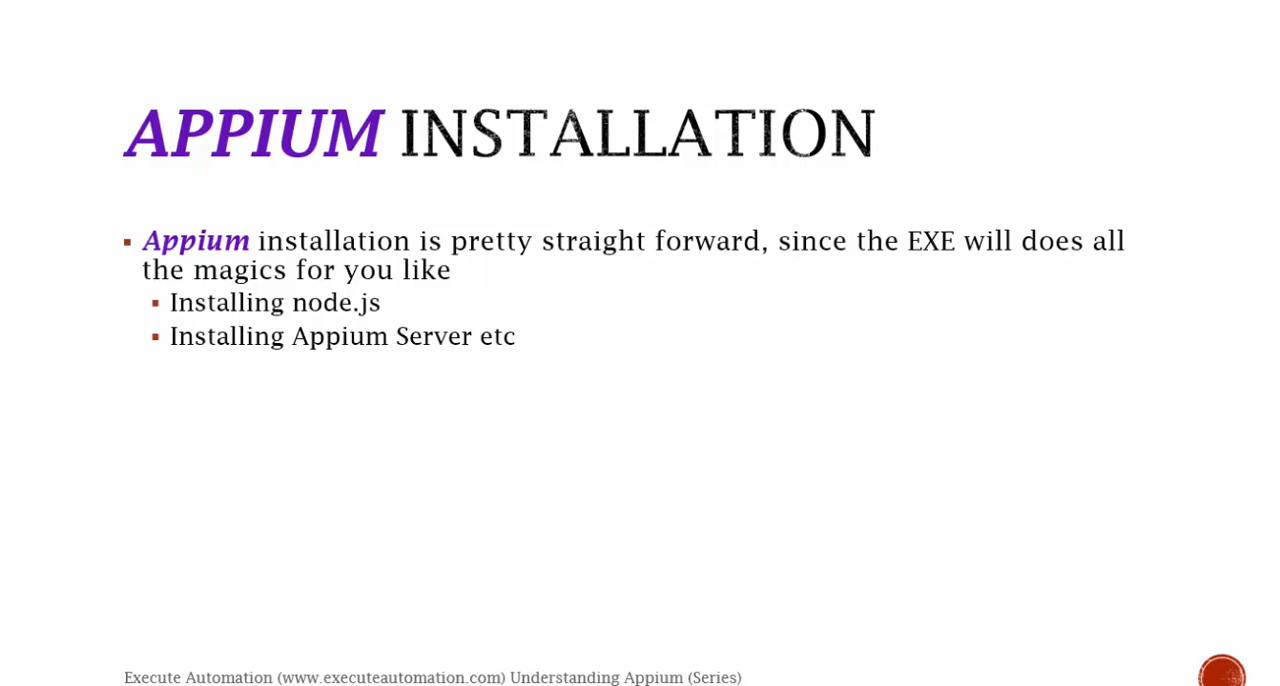 APPIUM INSTALLATION
Appium installation is pretty straight forward, since the EXE will does all
the magics for you like
Installing node.js
Installing Appium Server etc
Execute Automation (www.executeautomation.com) Understanding Appium (Series)